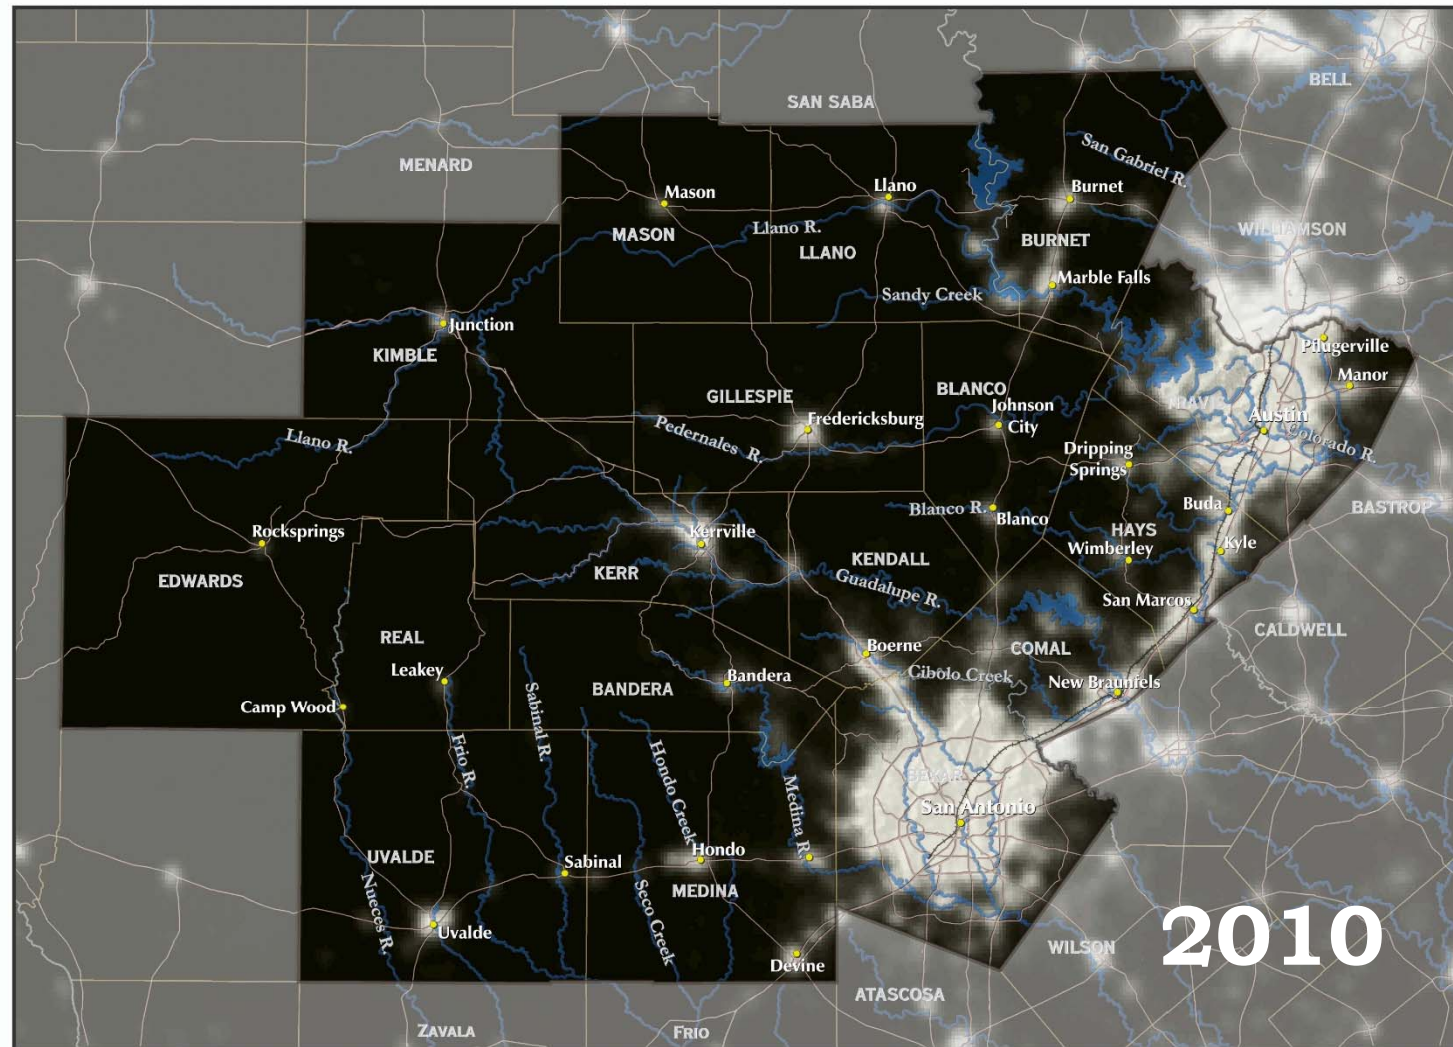 BELL
SAN SABA
MENARD
San Gabriel R.
Mason
Llano
Burnet
MASON
Llano R.
LLANO
BURNET
WILLIAMSON
Marble Falls
Sandy Creek
Junction
KIMBLE
Pflugerville
Manor
GILLESPIE
BLANCO
TRAVIS
Fredericksburg
Johnson
City
Austin
Llano R.
Pedernales R.
Colorado R.
Dripping
Springs
Buda
BASTROP
Blanco R.
Blanco
Rocksprings
Kerrville
HAYS
Wimberley
Kyle
EDWARDS
KERR
KENDALL
Guadalupe R.
San Marcos
CALDWELL
REAL
Leakey
Boerne
COMAL
Cibolo Creek
New Braunfels
BANDERA
Bandera
Camp Wood
Sabinal R.
Frio R.
Hondo Creek
Medina R.
BEXAR
San Antonio
UVALDE
Sabinal
Hondo
MEDINA
Nueces R.
Seco Creek
Uvalde
Devine
2010
WILSON
ATASCOSA
ZAVALA
FRIO